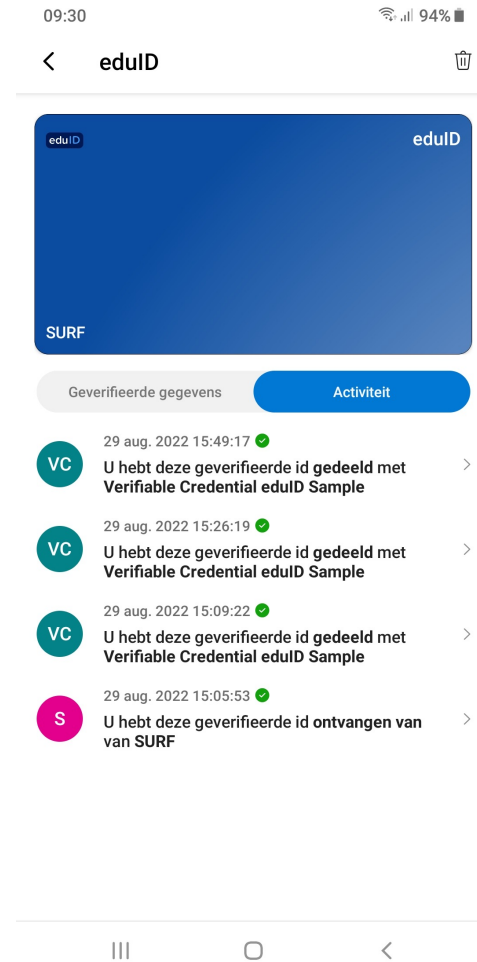 09:30 94%
eduID
eduID eduID
SURF
Geverifieerde gegevens Activiteit
29 aug. 2022 15:49:17
VC
U hebt deze geverifieerde id gedeeld met
Verifiable Credential eduID Sample
29 aug. 2022 15:26:19
VC
U hebt deze geverifieerde id gedeeld met
Verifiable Credential eduID Sample
29 aug. 2022 15:09:22
VC
U hebt deze geverifieerde id gedeeld met
Verifiable Credential eduID Sample
29 aug. 2022 15:05:53
S
U hebt deze geverifieerde id ontvangen van
van SURF